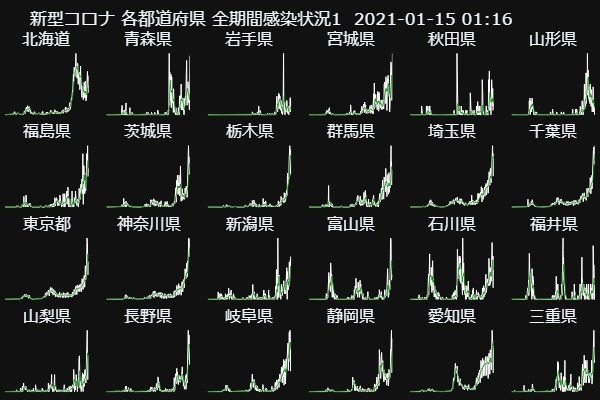 新型コロナ 各都道府県 全期間感染状況1 2021-01-15 01:16
北海道 青森県 岩手県 宮城県 秋田県 山形県
福島県 茨城県 栃木県 群馬県 埼玉県 千葉県
東京都 神奈川県 新潟県 富山県 石川県 福井県
山梨県 長野県 岐阜県 静岡県 愛知県 三重県